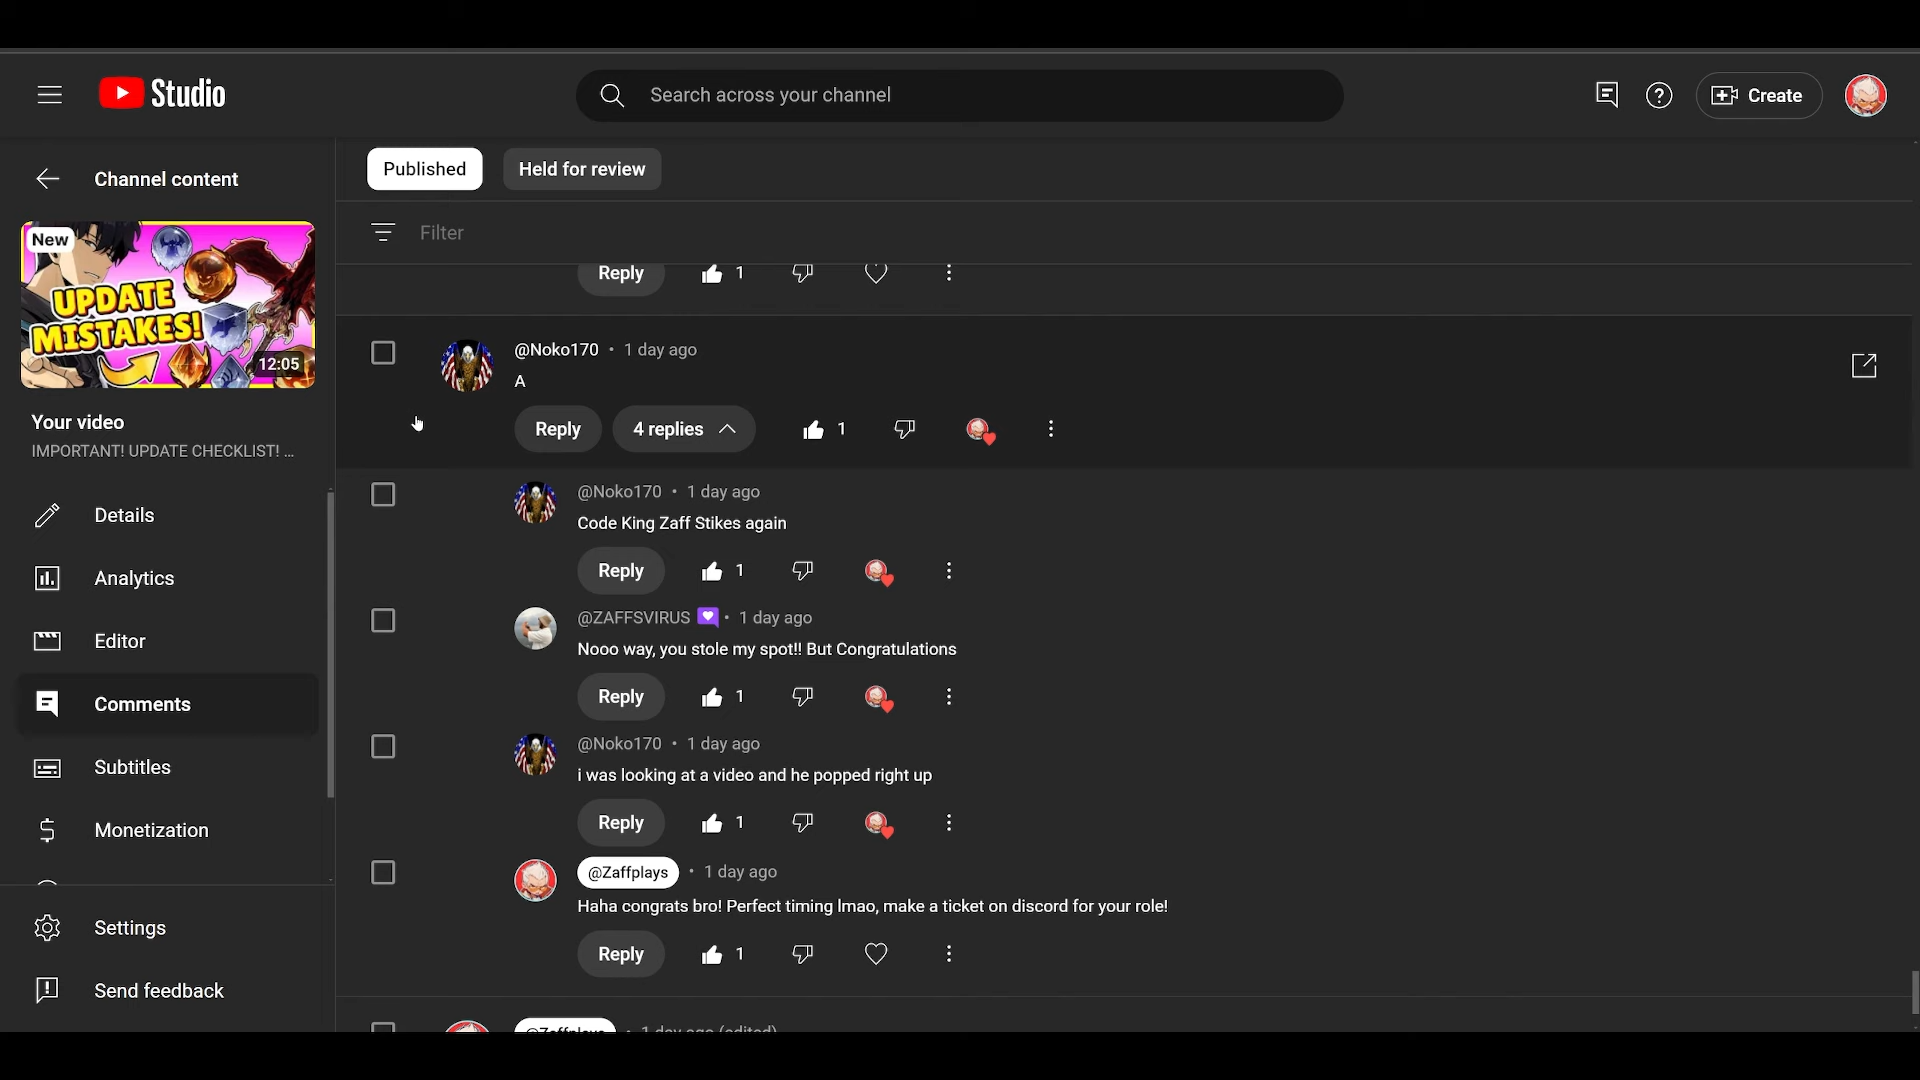 Studio
Search across your channel
Create
Channel content
New
UPDATE
MISTAKES!
12:05
Your video
IMPORTANT! UPDATE CHECKLIST! ...
Details
Analytics
Editor
Comments
Subtitles
Monetization
Settings
Send feedback
Published
Held for review
Filter
Reply 1
@Noko170 • 1 day ago
A
Reply 4 replies 1
@Noko170 • 1 day ago
Code King Zaff Stikes again
Reply 1
@ZAFFSVIRUS • 1 day ago
Nooo way, you stole my spot!! But Congratulations
Reply 1
@Noko170 • 1 day ago
i was looking at a video and he popped right up
Reply 1
@Zaffplays • 1 day ago
Haha congrats bro! Perfect timing lmao, make a ticket on discord for your role!
Reply 1
@Zaffplays • 1 day ago (edited)